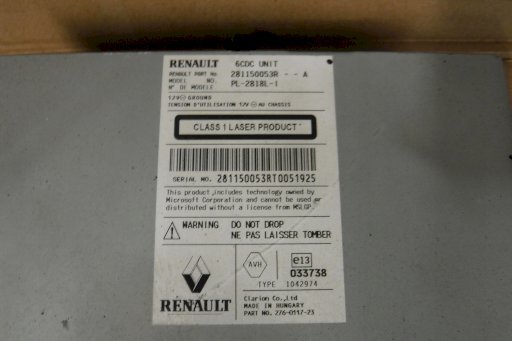 RENAULT 6CDC UNIT
RENAULT PART No 281150053R - - A
MODEL NO. PL-2818L-I
N° DE MODELE
12V⊖GROUND
TENSION D'UTILISATION 12V ⊖ AU CHASSIS
CLASS 1 LASER PRODUCT
SERIAL NO. 281150053RT0051925
This product includes technology owned by
Microsoft Corporation and cannot be used or
distributed without a license from MSLGP.
WARNING DO NOT DROP
NE PAS LAISSER TOMBER
RENAULT
AVH
e13
033738
TYPE 1042974
Clarion Co.,Ltd
MADE IN HUNGARY
PART NO. 276-0117-23